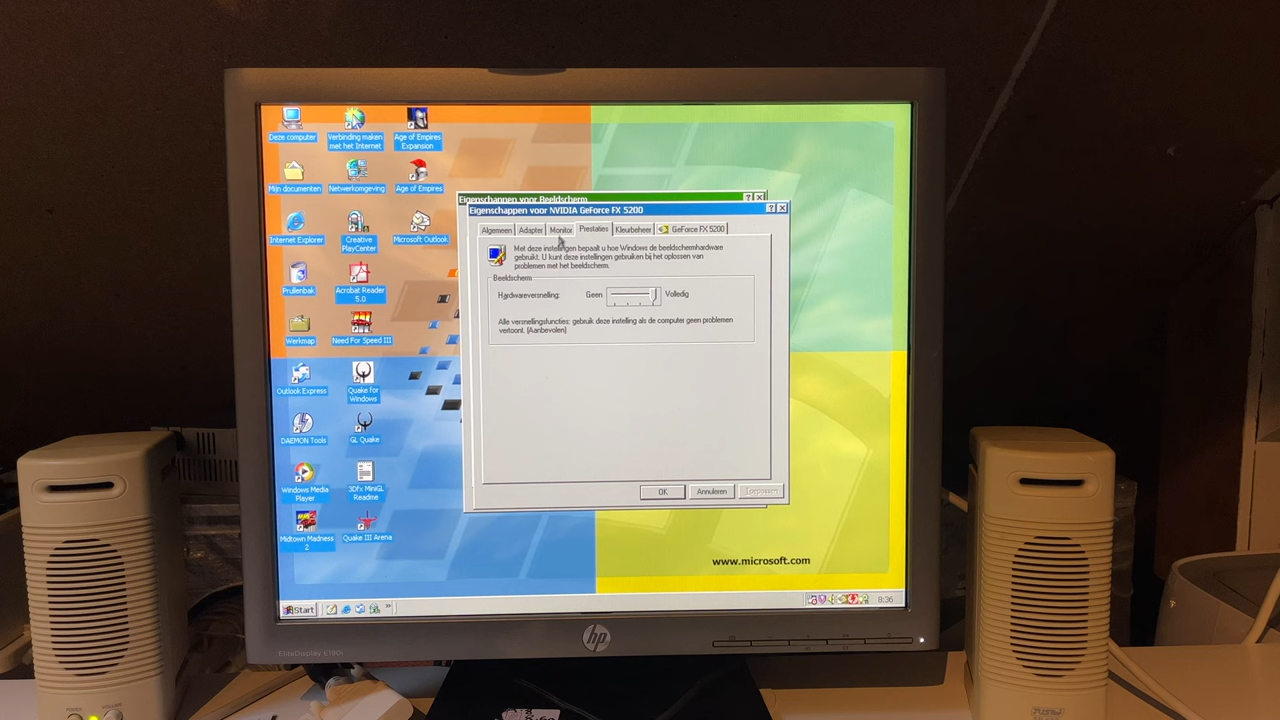 Deze computer
Verbinding maken
met het Internet
Age of Empires
Expansion
Mijn documenten
Netwerkomgeving
Age of Empires
Internet Explorer
Creative
PlayCenter
Microsoft Outlook
Prullenbak
Acrobat Reader
5.0
Werkmap
Need For Speed III
Outlook Express
Quake for
Windows
DAEMON Tools
GL Quake
Windows Media
Player
3Dfx MiniGL
Readme
Midtown Madness
2
Quake III Arena
Eigenschappen voor Beeldscherm
Eigenschappen voor NVIDIA GeForce FX 5200
Algemeen
Adapter
Monitor
Prestaties
Kleurbeheer
GeForce FX 5200
Met deze instellingen bepaalt u hoe Windows de beeldschermhardware
gebruikt. U kunt deze instellingen gebruiken bij het oplossen van
problemen met het beeldscherm.
Beeldscherm
Hardwareversnelling:
Geen
Volledig
Alle versnellingsfuncties: gebruik deze instelling als de computer geen problemen
vertoont. (Aanbevolen)
OK
Annuleren
Toepassen
www.microsoft.com
Start
8:36
hp
EliteDisplay E190i
POWER
VOLUME